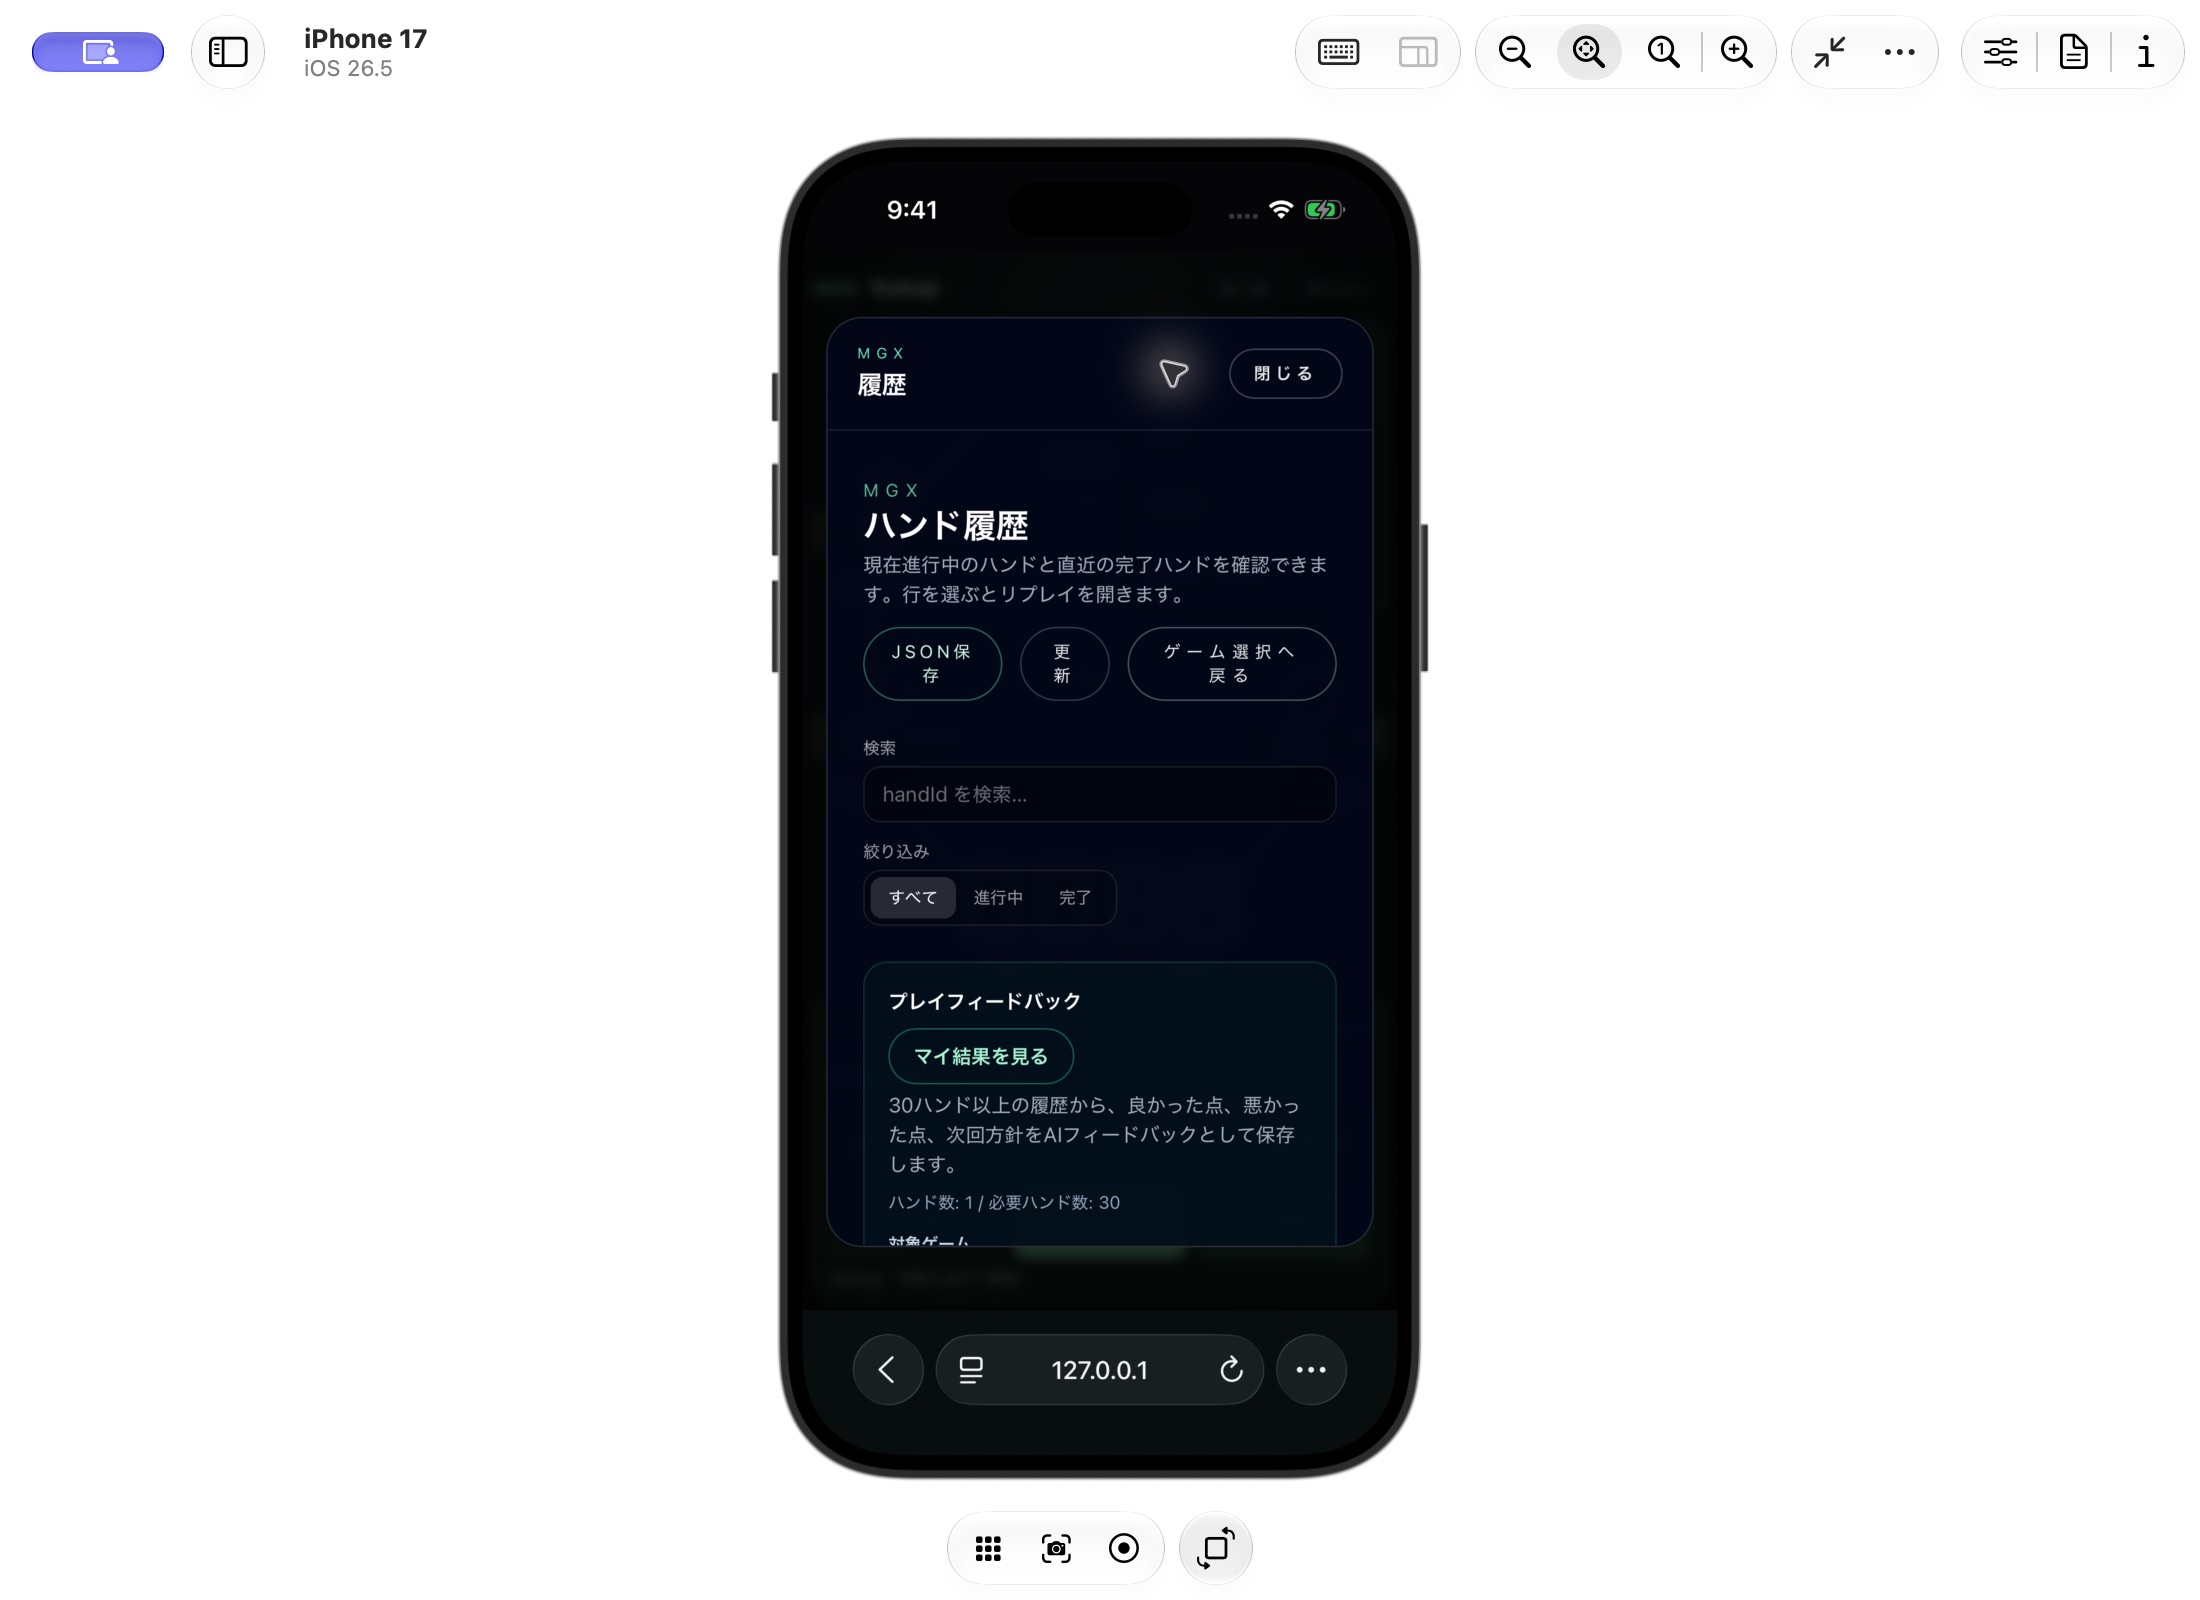 iPhone 17
iOS 26.5
1
9:41
MGX
履歴
閉じる
MGX
ハンド履歴
現在進行中のハンドと直近の完了ハンドを確認できま
す。行を選ぶとリプレイを開きます。
JSON保
存
更
新
ゲーム選択へ
戻る
検索
handId を検索...
絞り込み
すべて
進行中
完了
プレイフィードバック
マイ結果を見る
30ハンド以上の履歴から、良かった点、悪かっ
た点、次回方針をAIフィードバックとして保存
します。
ハンド数: 1 / 必要ハンド数: 30
対象ゲーム
127.0.0.1